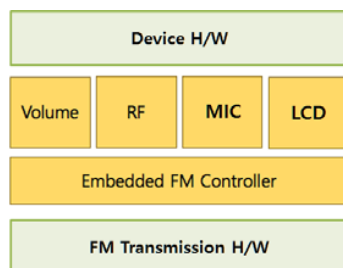 Device H/W
Volume RF MIC LCD
Embedded FM Controller
FM Transmission H/W